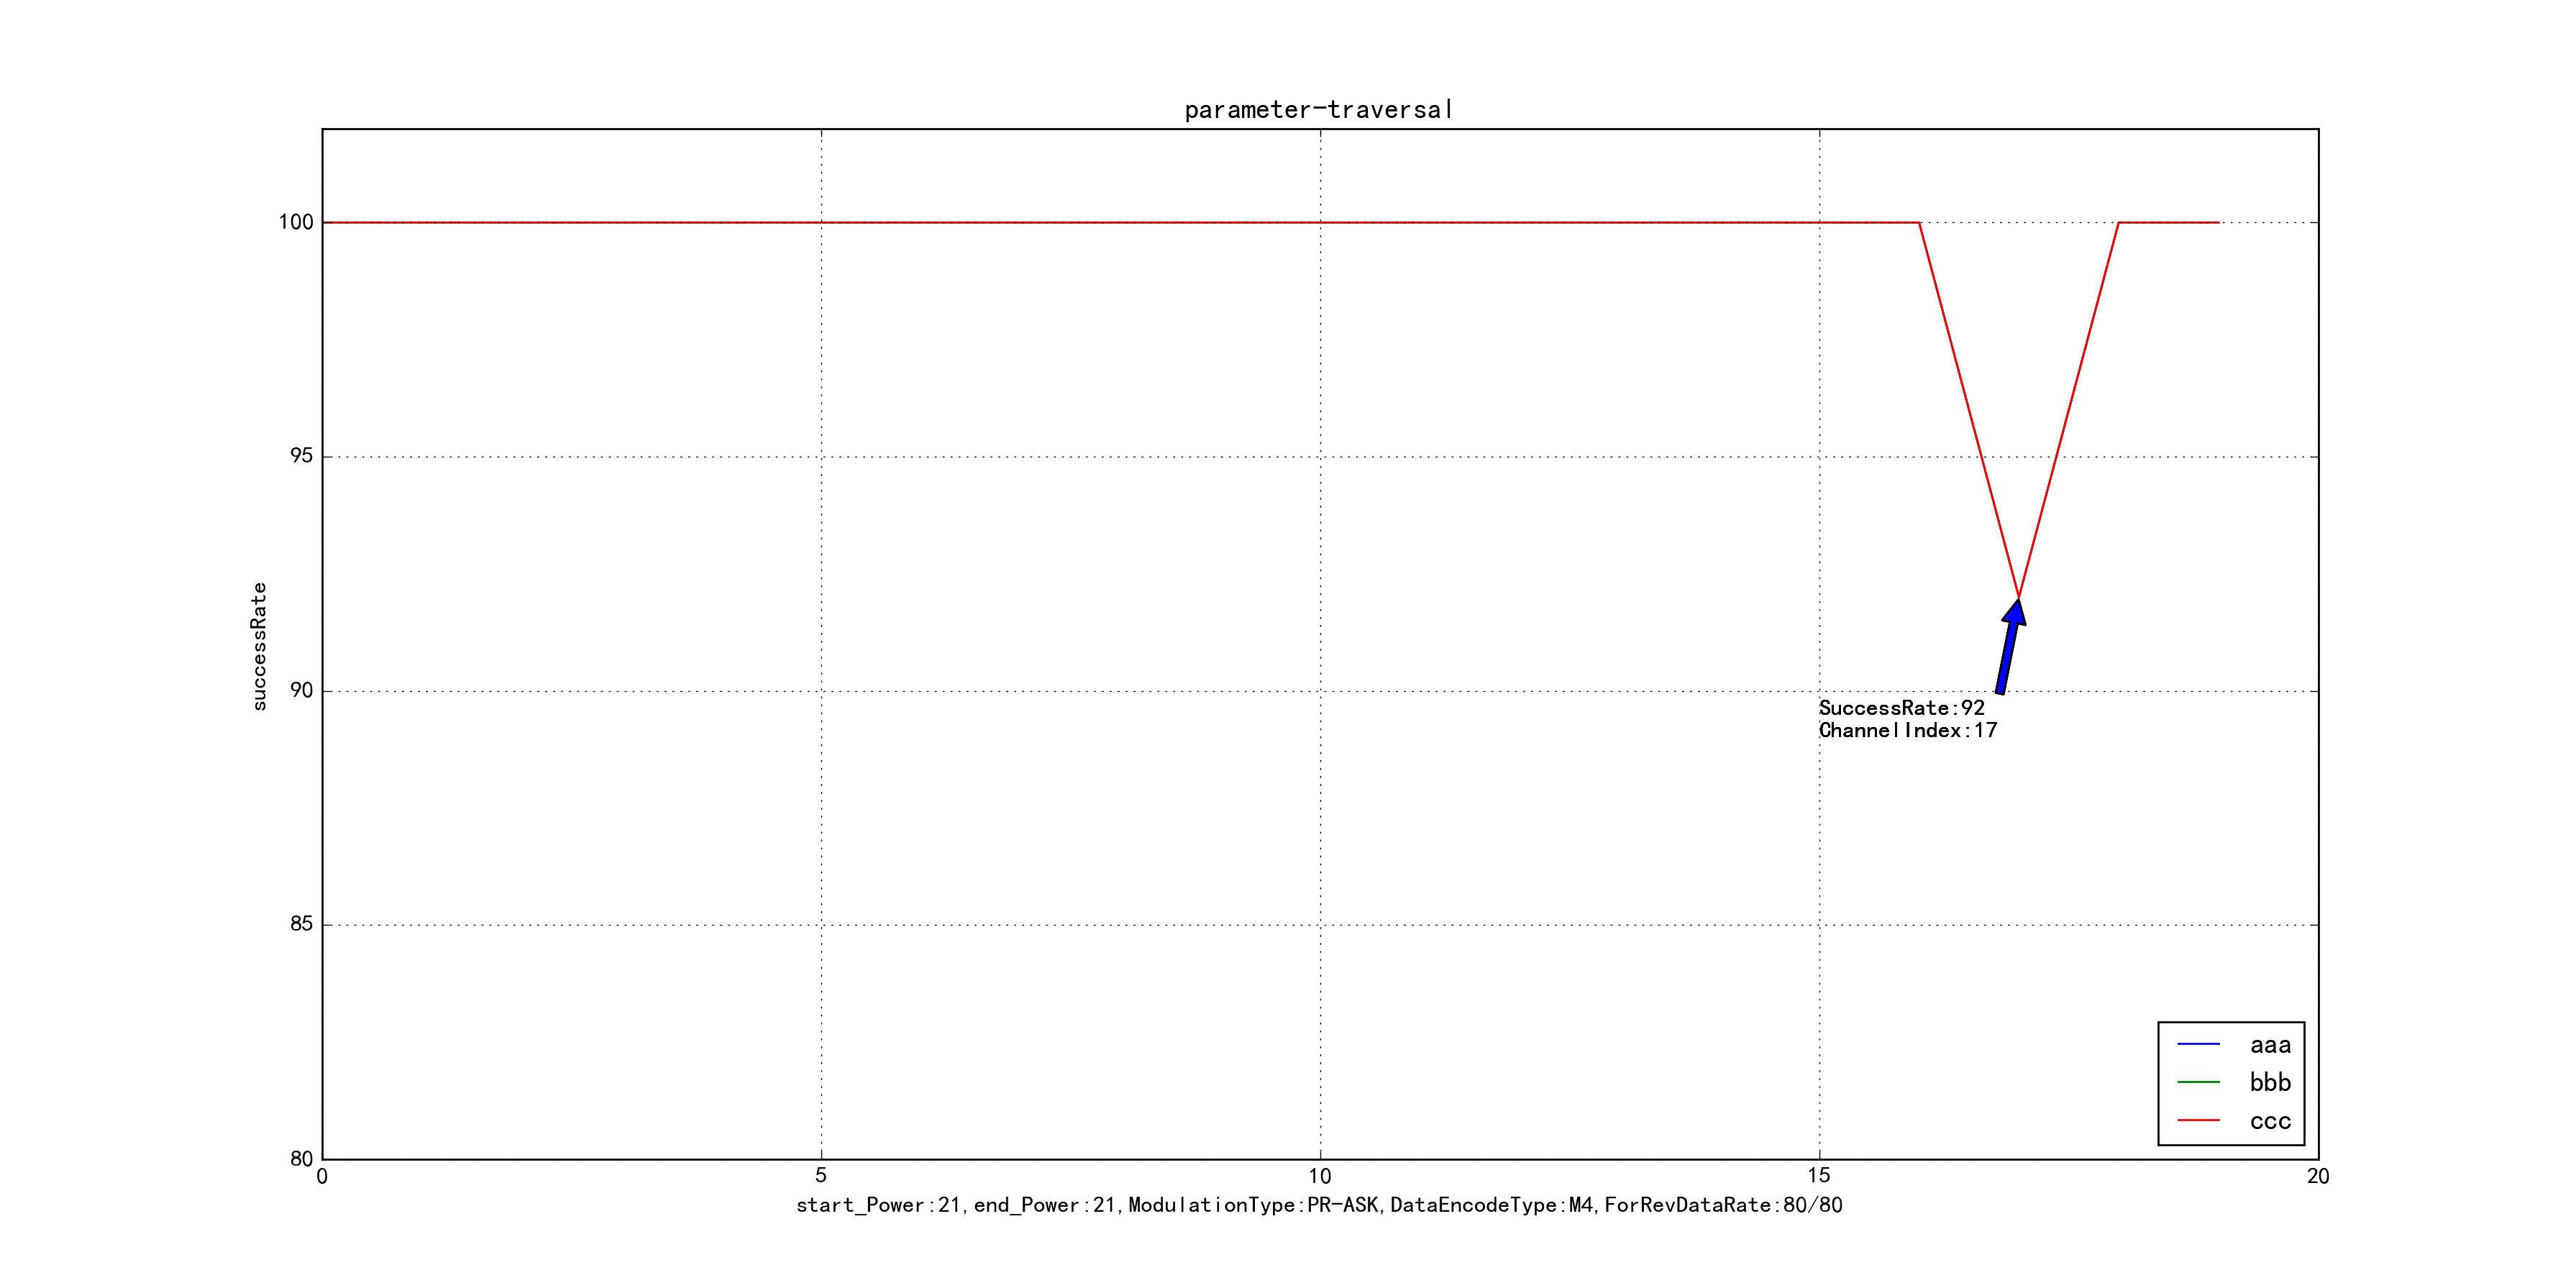 parameter-traversal
100
95
90
85
80
successRate
SuccessRate:92
ChannelIndex:17
aaa
bbb
ccc
0 5 10 15 20
start_Power:21,end_Power:21,ModulationType:PR-ASK,DataEncodeType:M4,ForRevDataRate:80/80